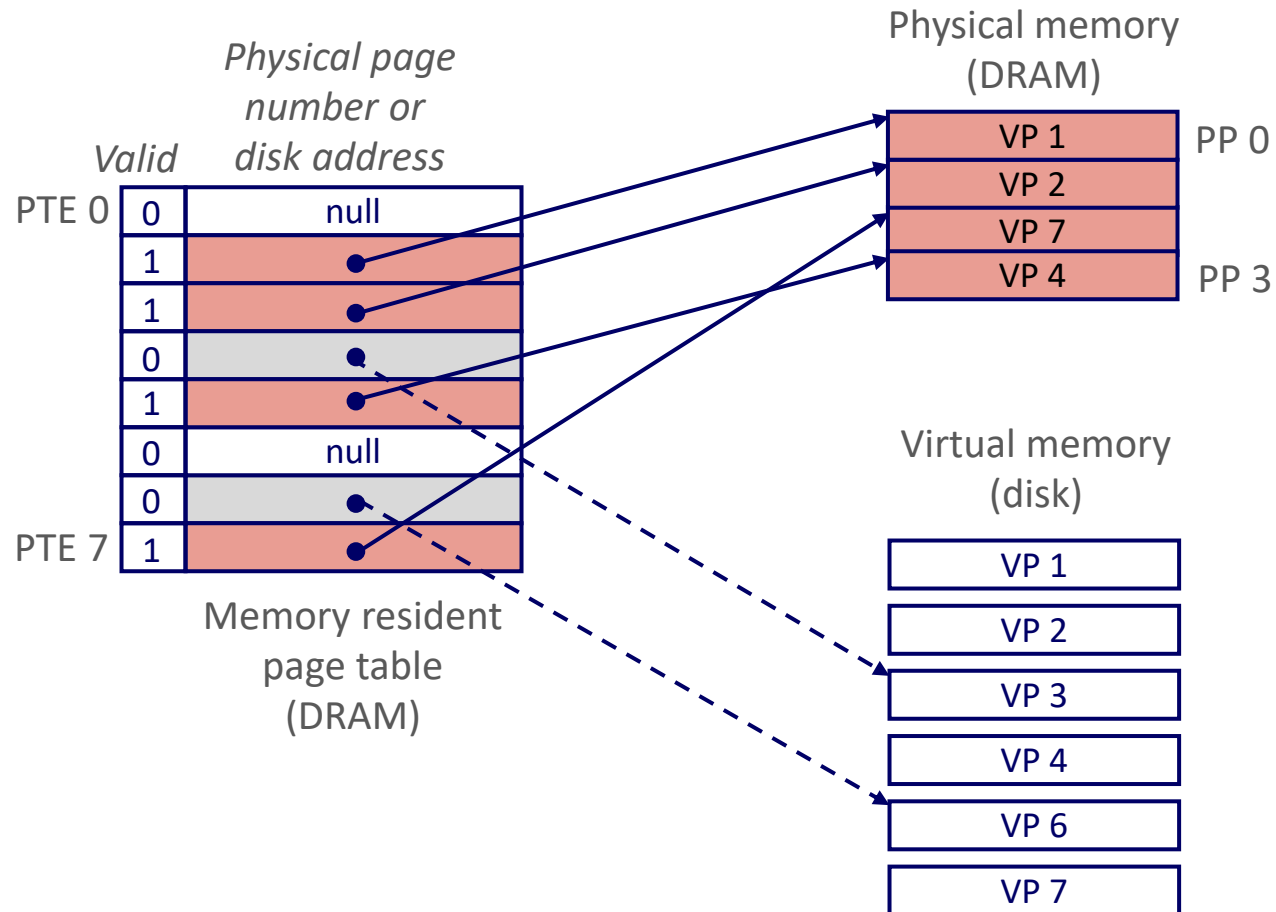 Physical page
number or
disk address
Valid
PTE 0
0
null
1
1
0
1
0
null
0
PTE 7
1
Memory resident
page table
(DRAM)
Physical memory
(DRAM)
VP 1
PP 0
VP 2
VP 7
VP 4
PP 3
Virtual memory
(disk)
VP 1
VP 2
VP 3
VP 4
VP 6
VP 7